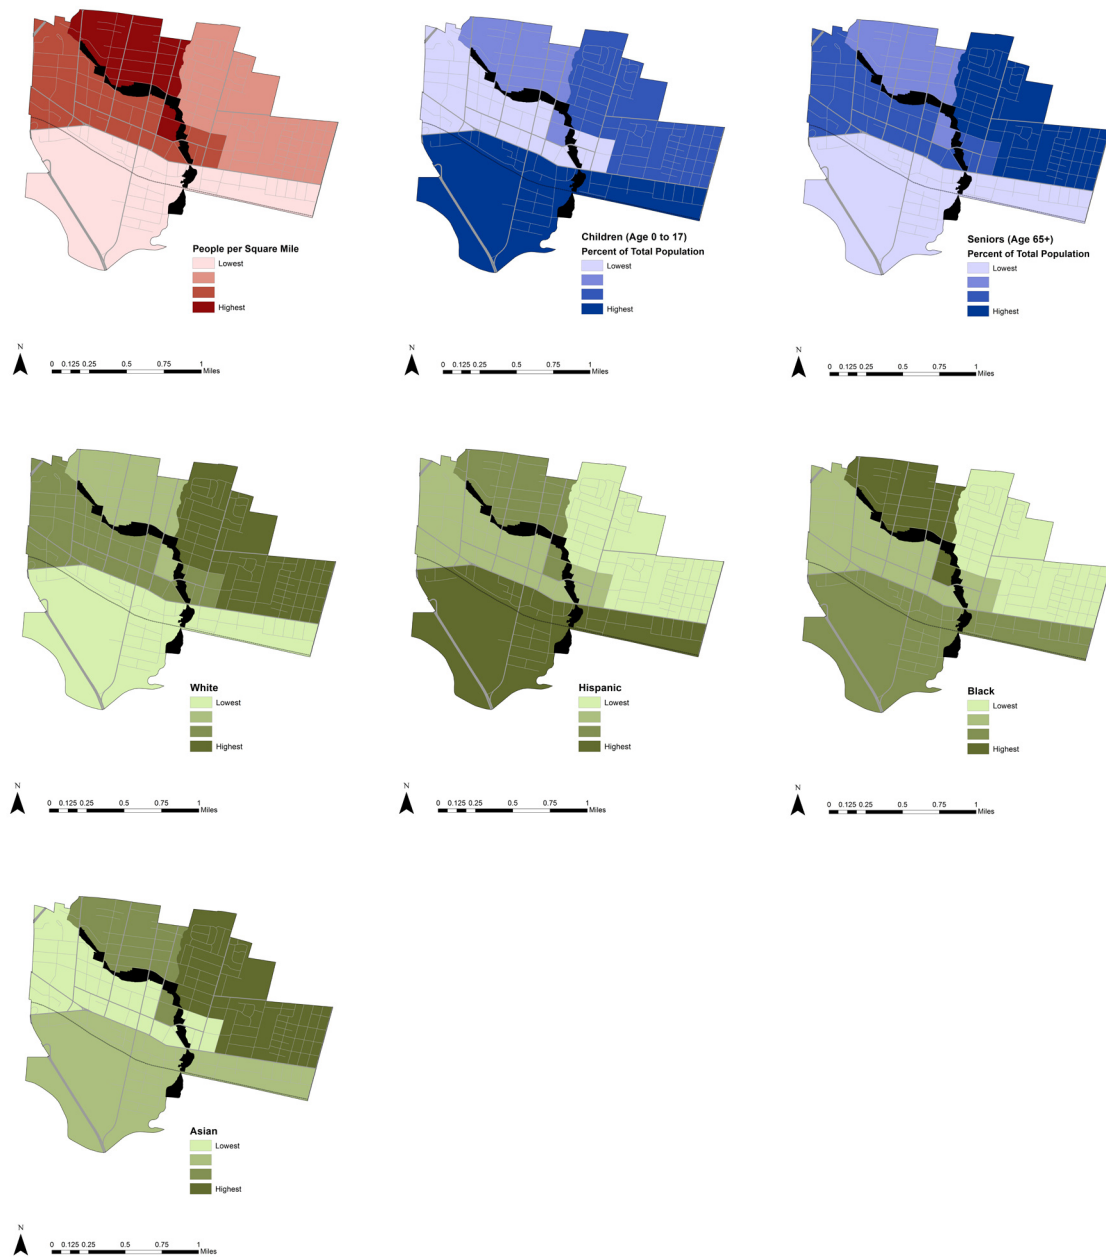 People per Square Mile
Lowest
Highest
N
0 0.125 0.25 0.5 0.75 1
Miles
Children (Age 0 to 17)
Percent of Total Population
Lowest
Highest
N
0 0.125 0.25 0.5 0.75 1
Miles
Seniors (Age 65+)
Percent of Total Population
Lowest
Highest
N
0 0.125 0.25 0.5 0.75 1
Miles
White
Lowest
Highest
N
0 0.125 0.25 0.5 0.75 1
Miles
Hispanic
Lowest
Highest
N
0 0.125 0.25 0.5 0.75 1
Miles
Black
Lowest
Highest
N
0 0.125 0.25 0.5 0.75 1
Miles
Asian
Lowest
Highest
N
0 0.125 0.25 0.5 0.75 1
Miles